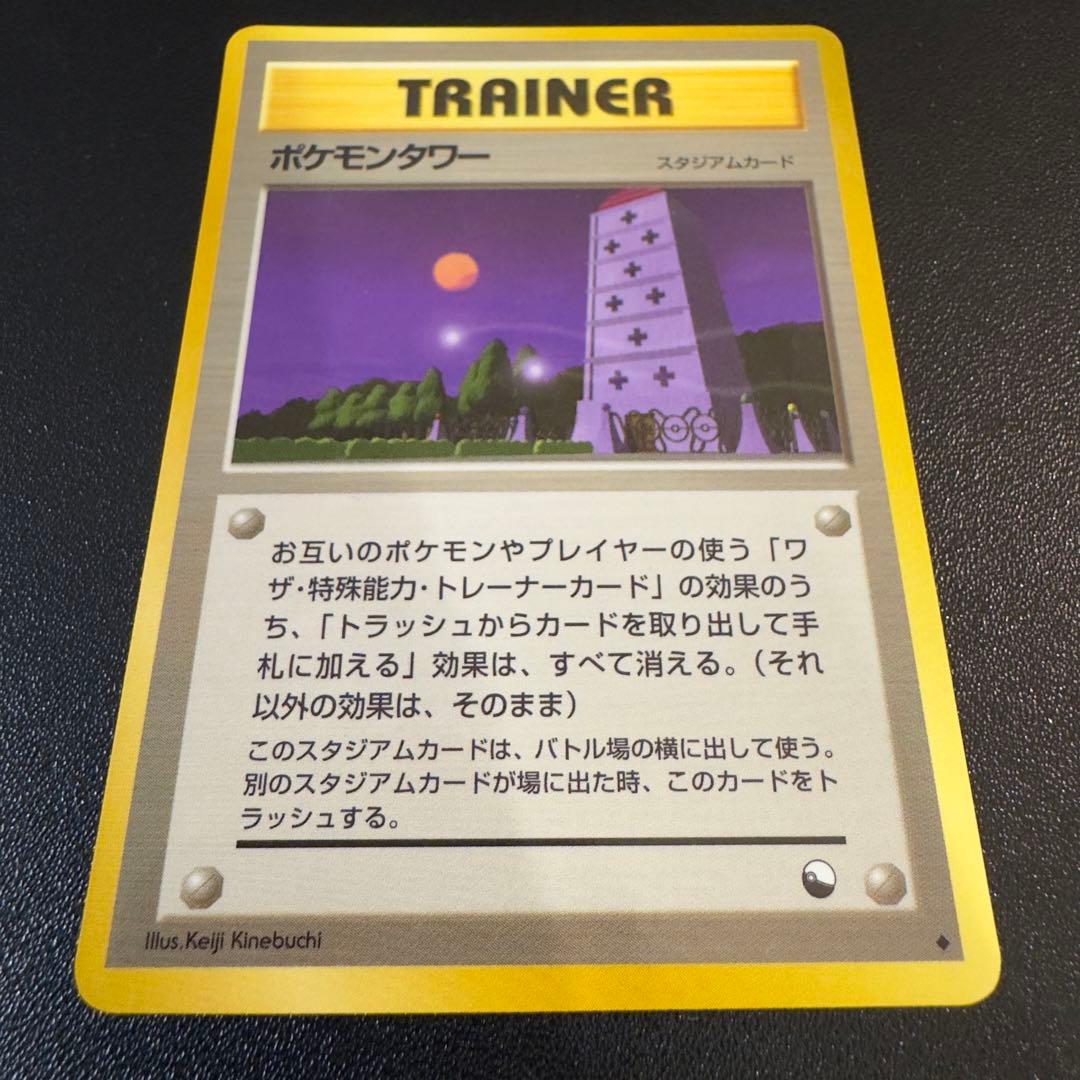 TRAINER
ポケモンタワー
スタジアムカード
お互いのポケモンやプレイヤーの使う「ワ
ザ・特殊能力・トレーナーカード」の効果のう
ち、「トラッシュからカードを取り出して手
札に加える」効果は、すべて消える。（それ
以外の効果は、そのまま）
このスタジアムカードは、バトル場の横に出して使う。
別のスタジアムカードが場に出た時、このカードをト
ラッシュする。
Illus.Keiji Kinebuchi